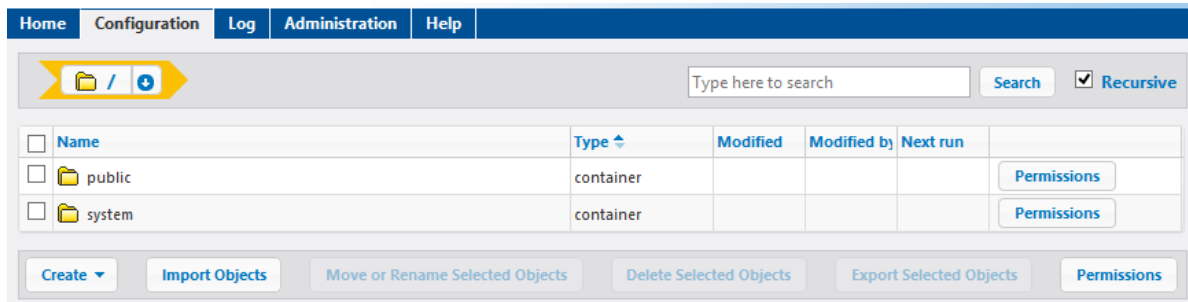 Home Configuration Log Administration Help
/ Type here to search Search Recursive
Name Type Modified Modified by Next run
public container Permissions
system container Permissions
Create Import Objects Move or Rename Selected Objects Delete Selected Objects Export Selected Objects Permissions